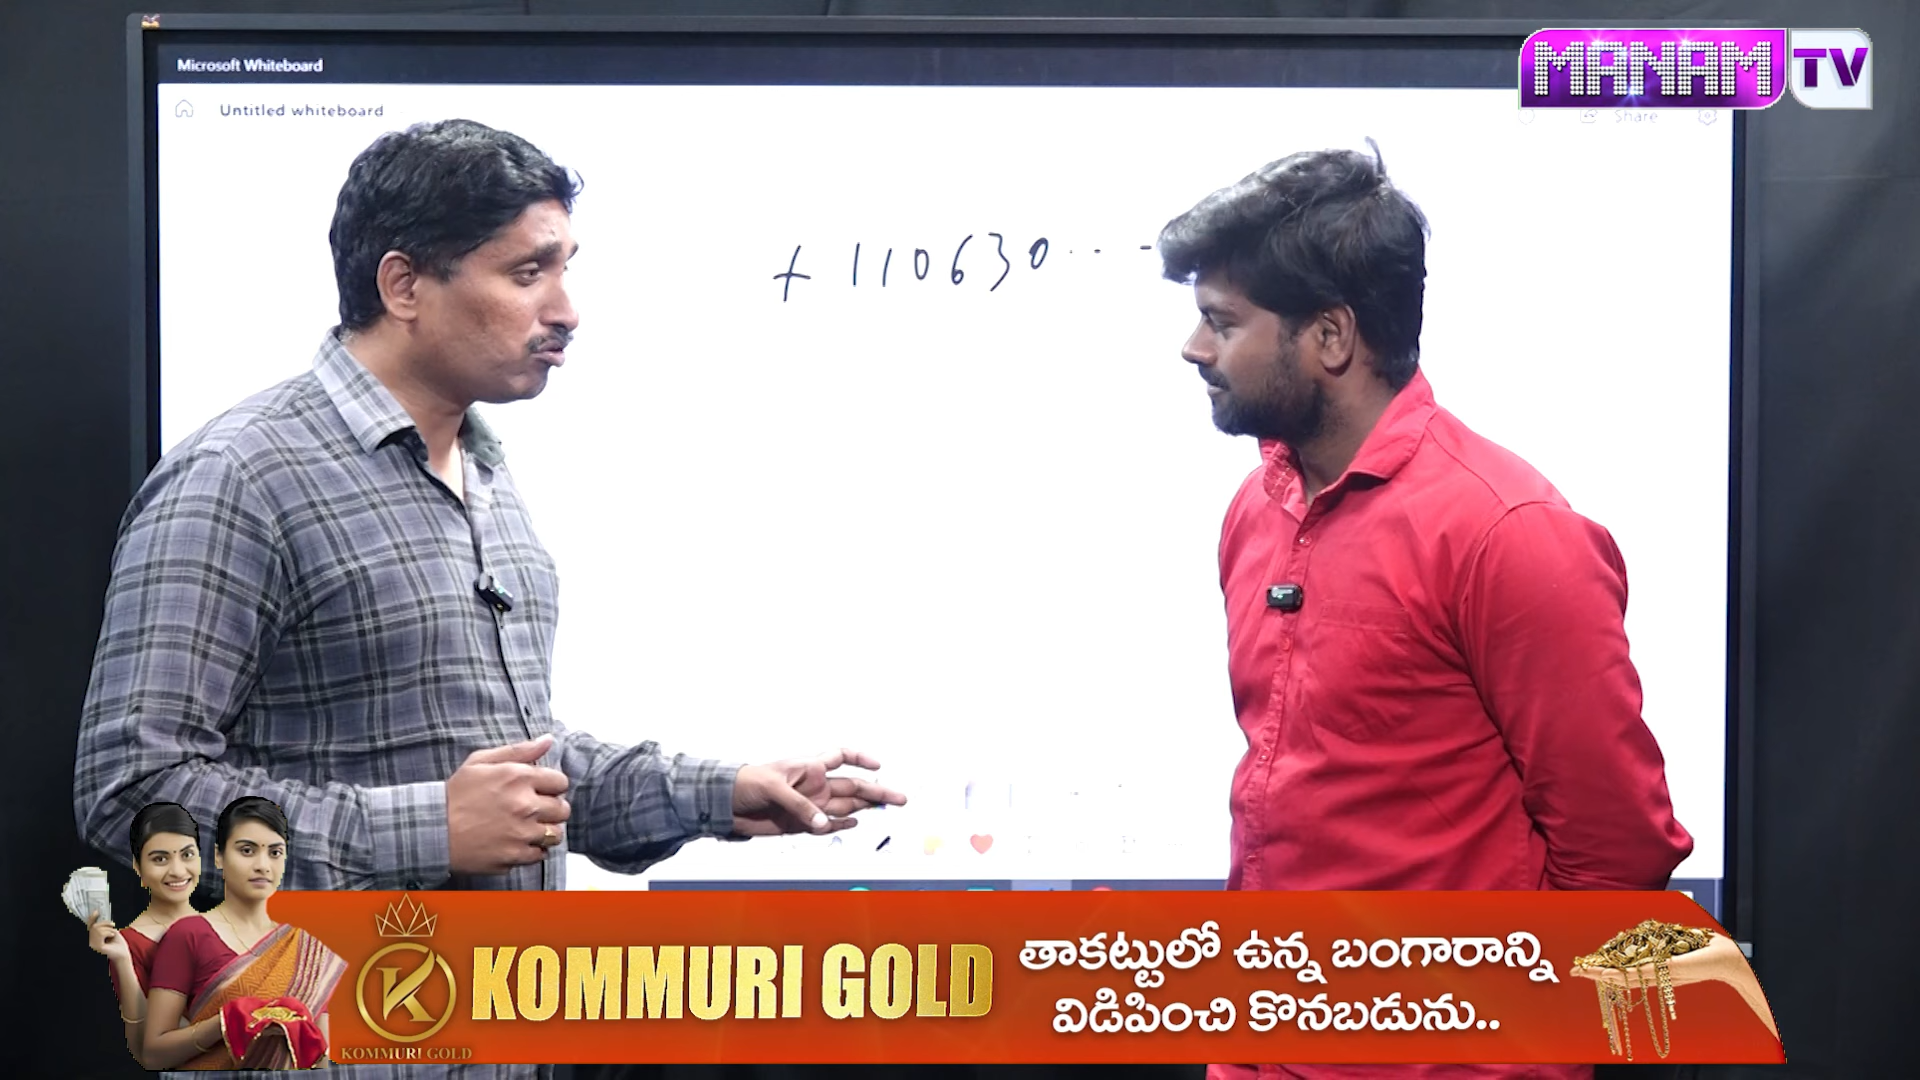 MANAM TV
Microsoft Whiteboard
Untitled whiteboard
Share
+ 110630.. - -
KOMMURI GOLD
KOMMURI GOLD
తాకట్టులో ఉన్న బంగారాన్ని
విడిపించి కొనబడును..